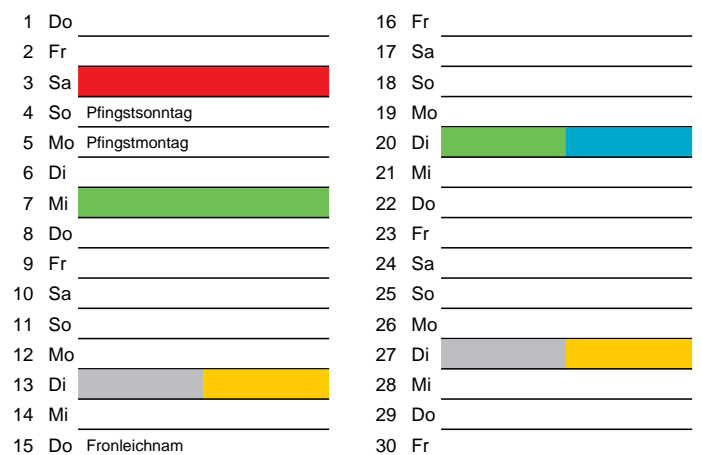 1 Do
2 Fr
3 Sa
4 So Pfingstsonntag
5 Mo Pfingstmontag
6 Di
7 Mi
8 Do
9 Fr
10 Sa
11 So
12 Mo
13 Di
14 Mi
15 Do Fronleichnam
16 Fr
17 Sa
18 So
19 Mo
20 Di
21 Mi
22 Do
23 Fr
24 Sa
25 So
26 Mo
27 Di
28 Mi
29 Do
30 Fr